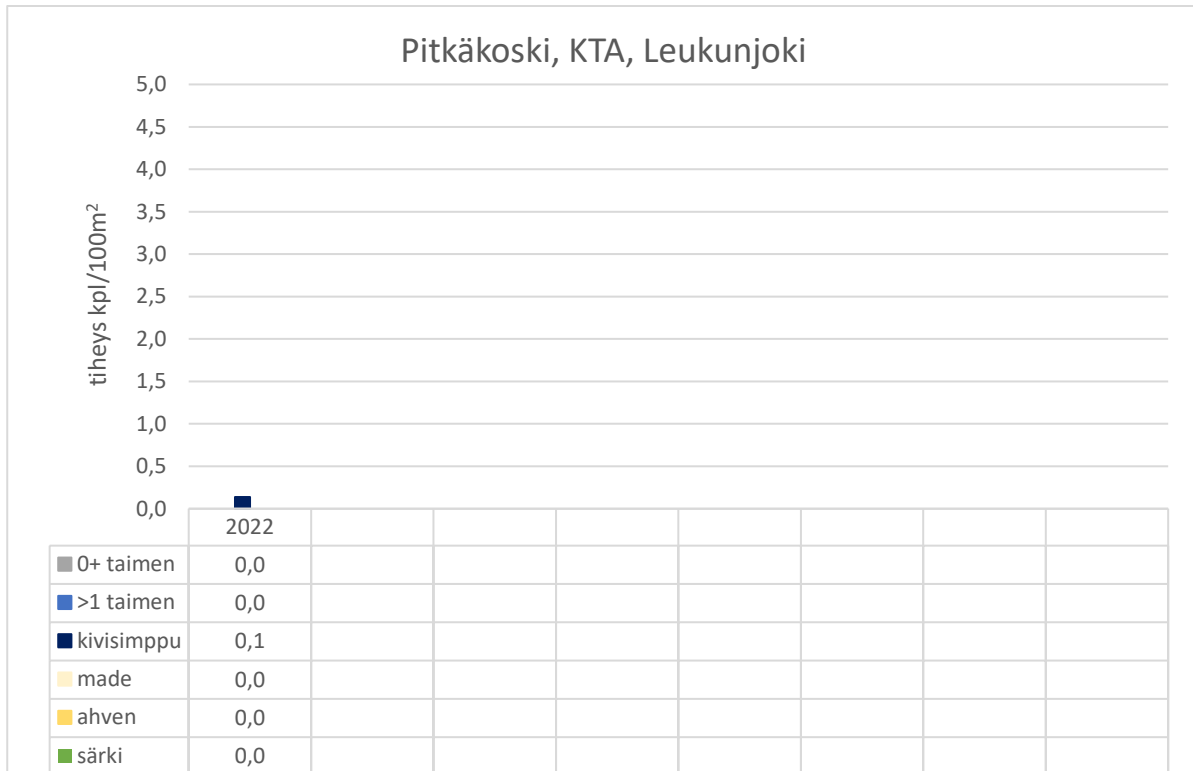 Pitkäkoski, KTA, Leukunjoki
5,0
4,5
4,0
3,5
3,0
2,5
2,0
1,5
1,0
0,5
0,0
tiheys kpl/100m²
2022
0+ taimen 0,0
>1 taimen 0,0
kivisimppu 0,1
made 0,0
ahven 0,0
särki 0,0